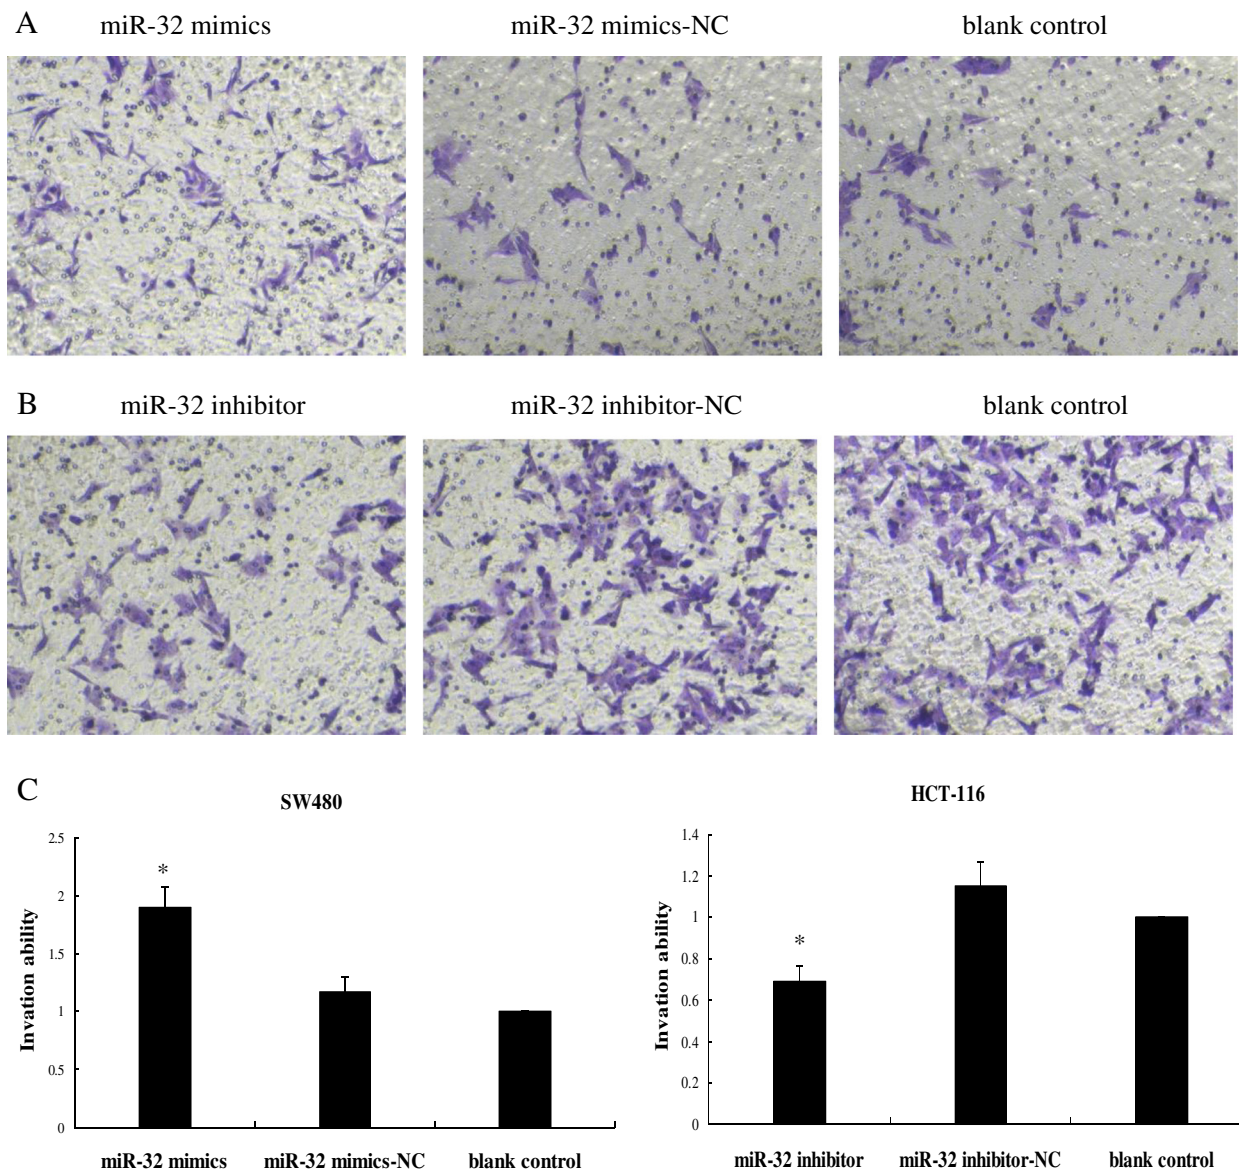 A miR-32 mimics miR-32 mimics-NC blank control
B miR-32 inhibitor miR-32 inhibitor-NC blank control
C
SW480
2.5
2
1.5
1
0.5
0
*
Invation ability
miR-32 mimics miR-32 mimics-NC blank control
HCT-116
1.4
1.2
1
0.8
0.6
0.4
0.2
0
*
Invation ability
miR-32 inhibitor miR-32 inhibitor-NC blank control